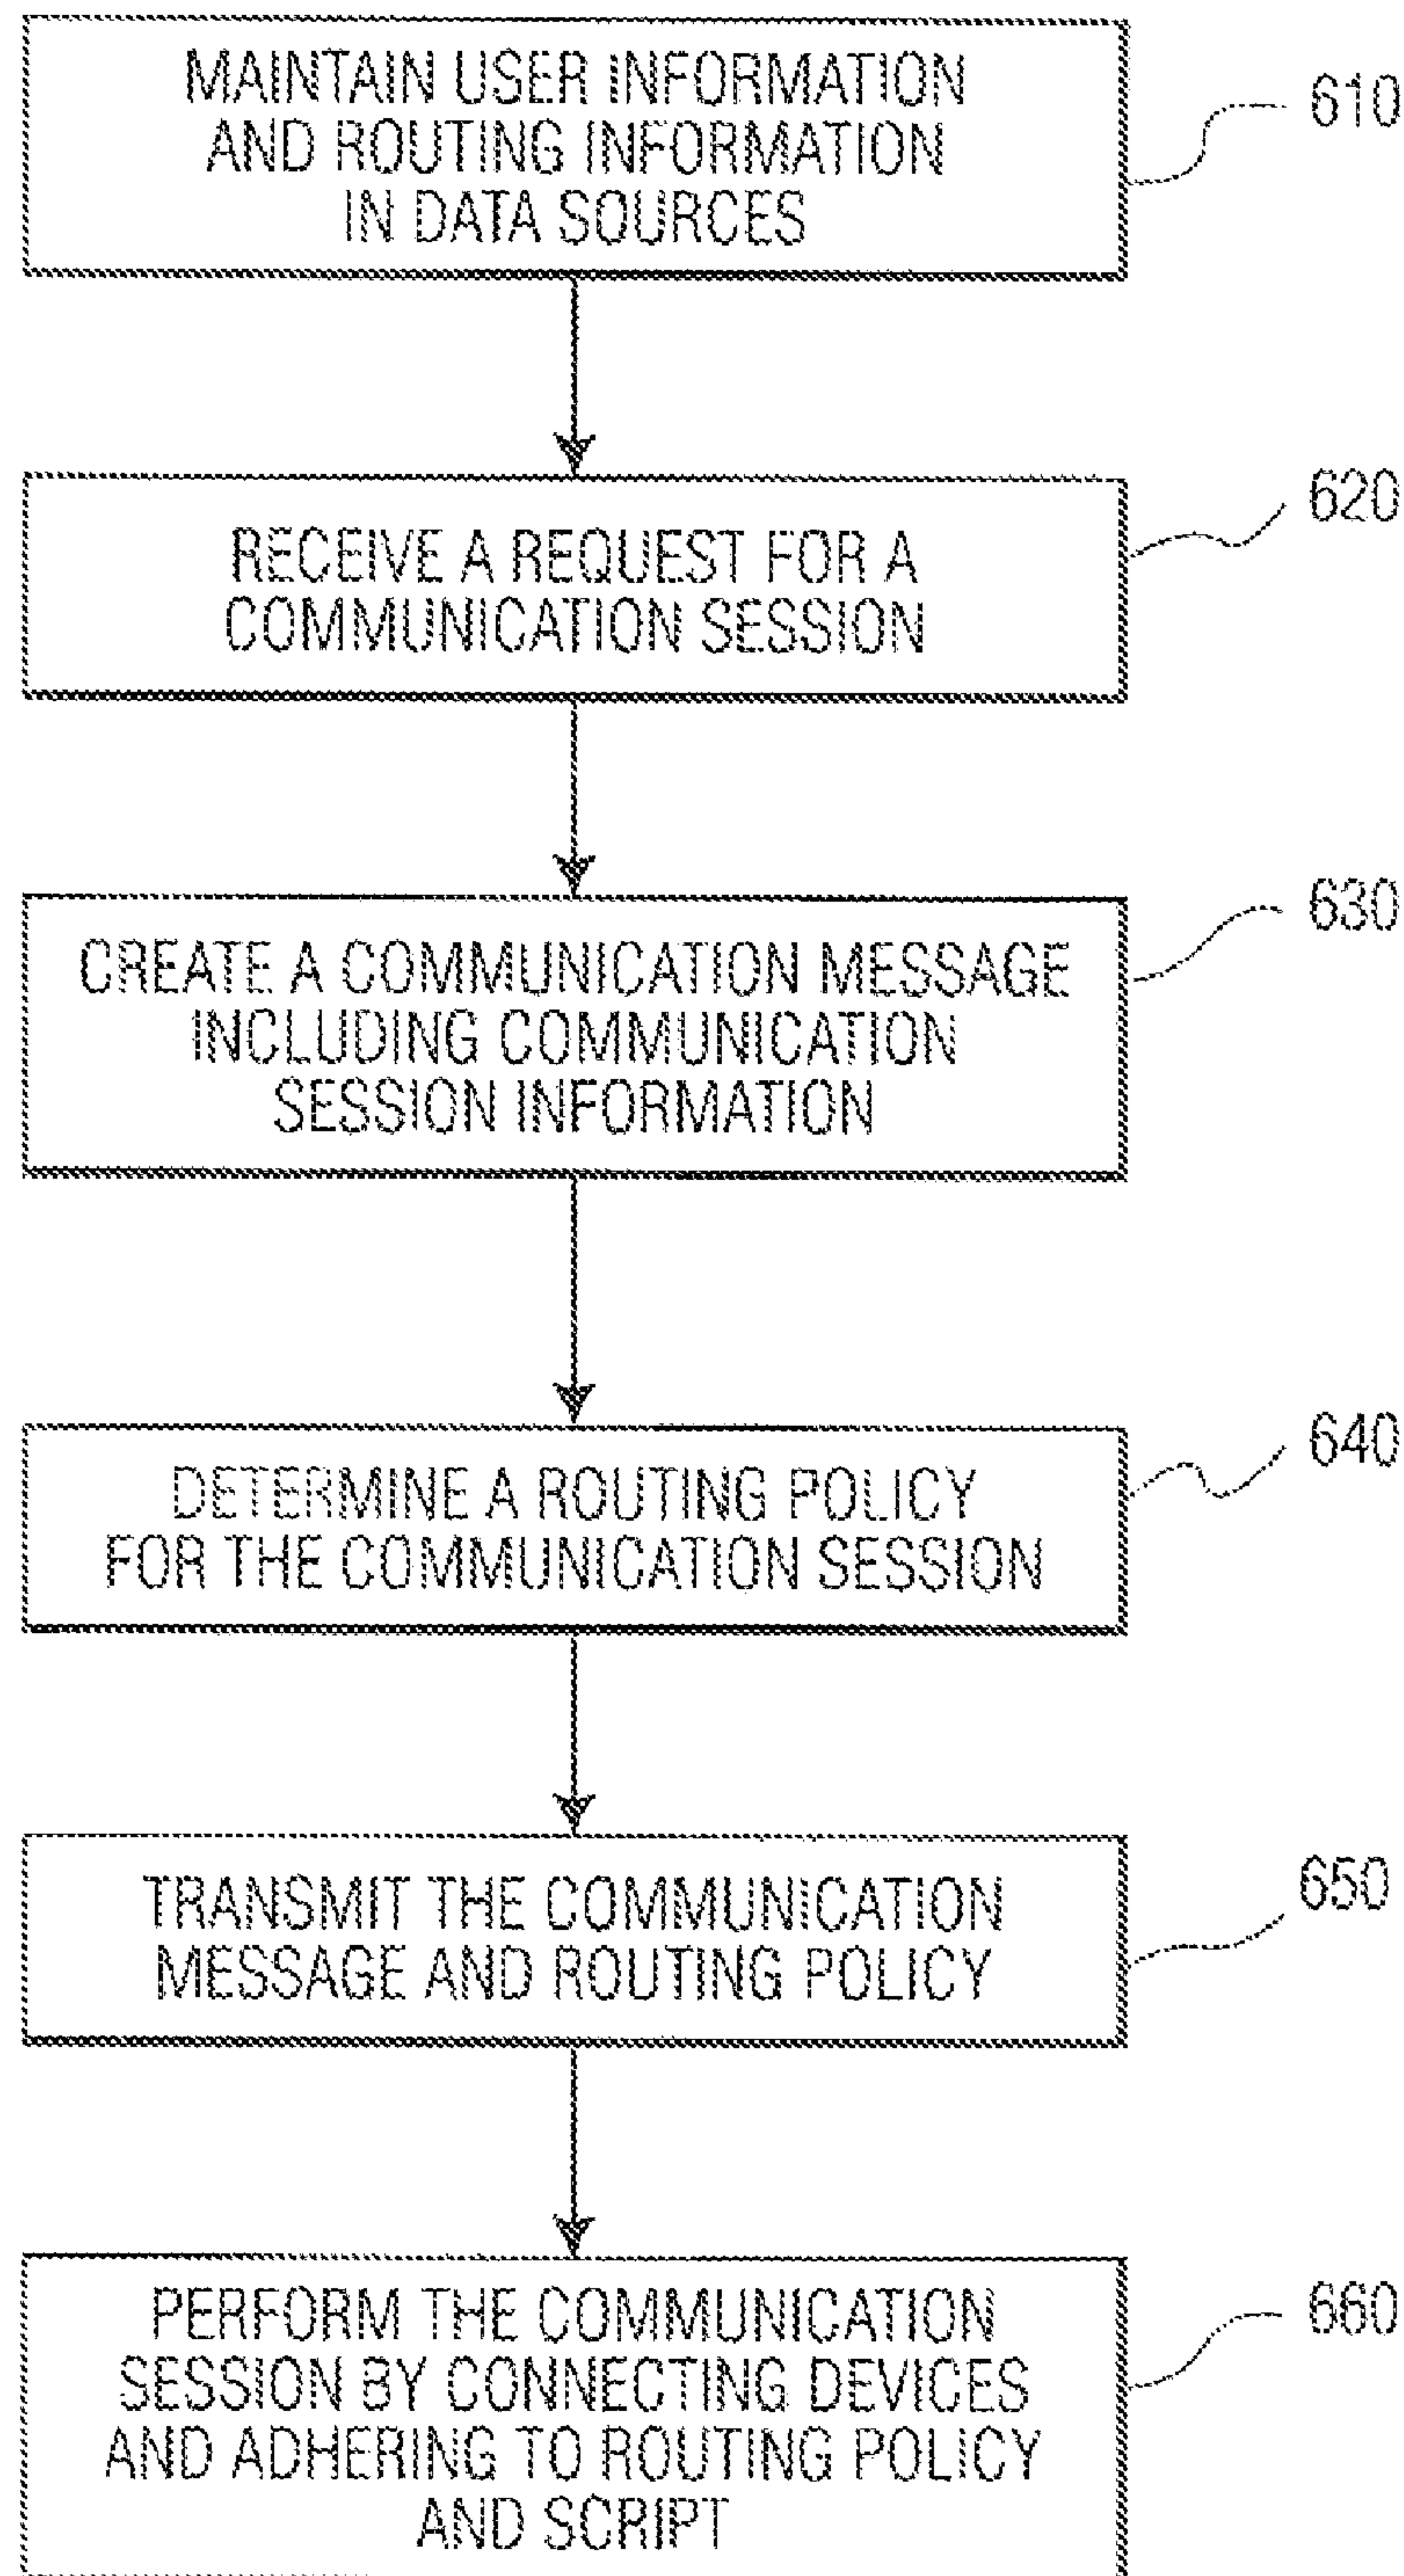 MAINTAIN USER INFORMATION
AND ROUTING INFORMATION
IN DATA SOURCES
610
RECEIVE A REQUEST FOR A
COMMUNICATION SESSION
620
CREATE A COMMUNICATION MESSAGE
INCLUDING COMMUNICATION
SESSION INFORMATION
630
DETERMINE A ROUTING POLICY
FOR THE COMMUNICATION SESSION
640
TRANSMIT THE COMMUNICATION
MESSAGE AND ROUTING POLICY
650
PERFORM THE COMMUNICATION
SESSION BY CONNECTING DEVICES
AND ADHERING TO ROUTING POLICY
AND SCRIPT
660